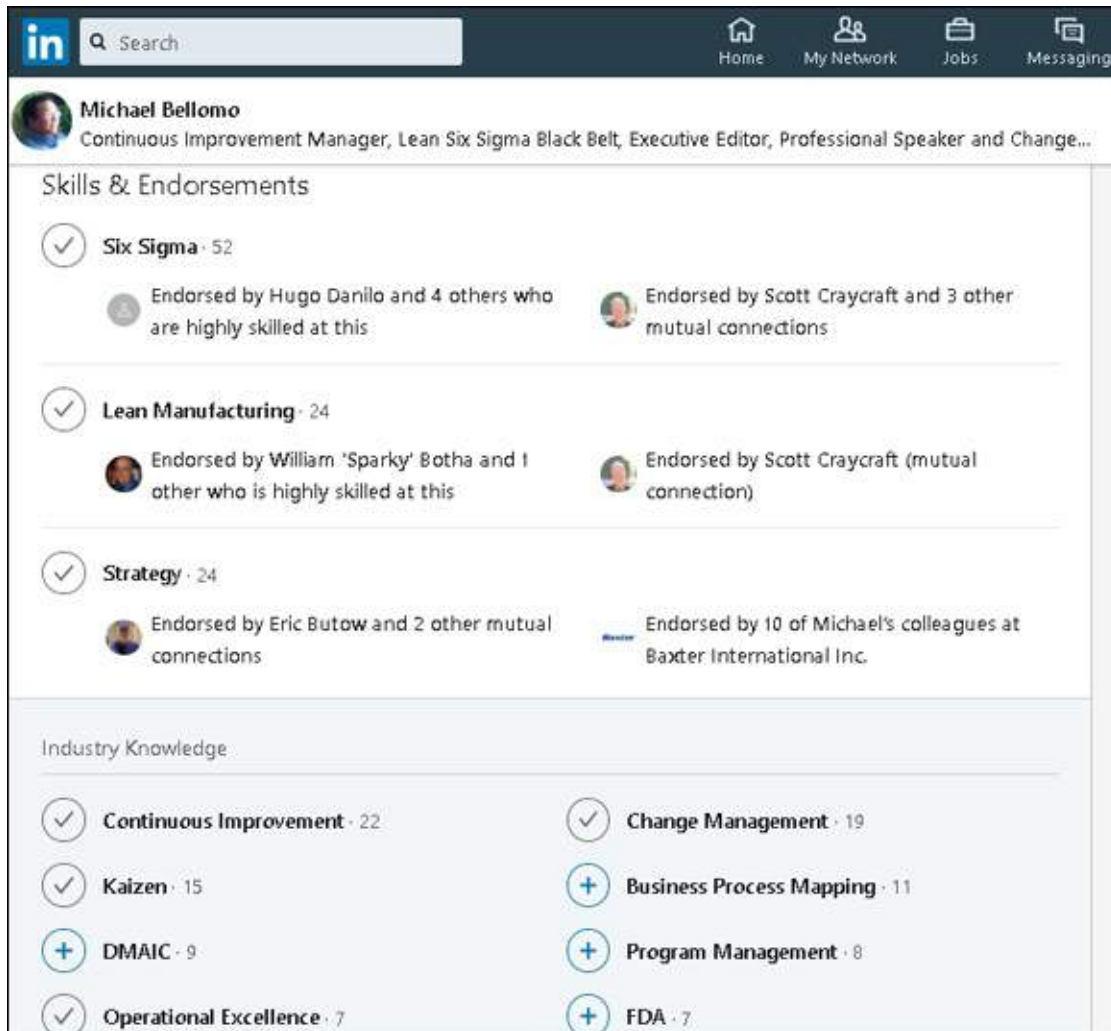 in
Search
Home My Network Jobs Messaging
Michael Bellomo
Continuous Improvement Manager, Lean Six Sigma Black Belt, Executive Editor, Professional Speaker and Change...
Skills & Endorsements
Six Sigma · 52
Endorsed by Hugo Danilo and 4 others who
are highly skilled at this
Endorsed by Scott Craycraft and 3 other
mutual connections
Lean Manufacturing · 24
Endorsed by William 'Sparky' Botha and 1
other who is highly skilled at this
Endorsed by Scott Craycraft (mutual
connection)
Strategy · 24
Endorsed by Eric Butow and 2 other mutual
connections
Baxter
Endorsed by 10 of Michael's colleagues at
Baxter International Inc.
Industry Knowledge
Continuous Improvement · 22
Change Management · 19
Kaizen · 15
Business Process Mapping · 11
DMAIC · 9
Program Management · 8
Operational Excellence · 7
FDA · 7